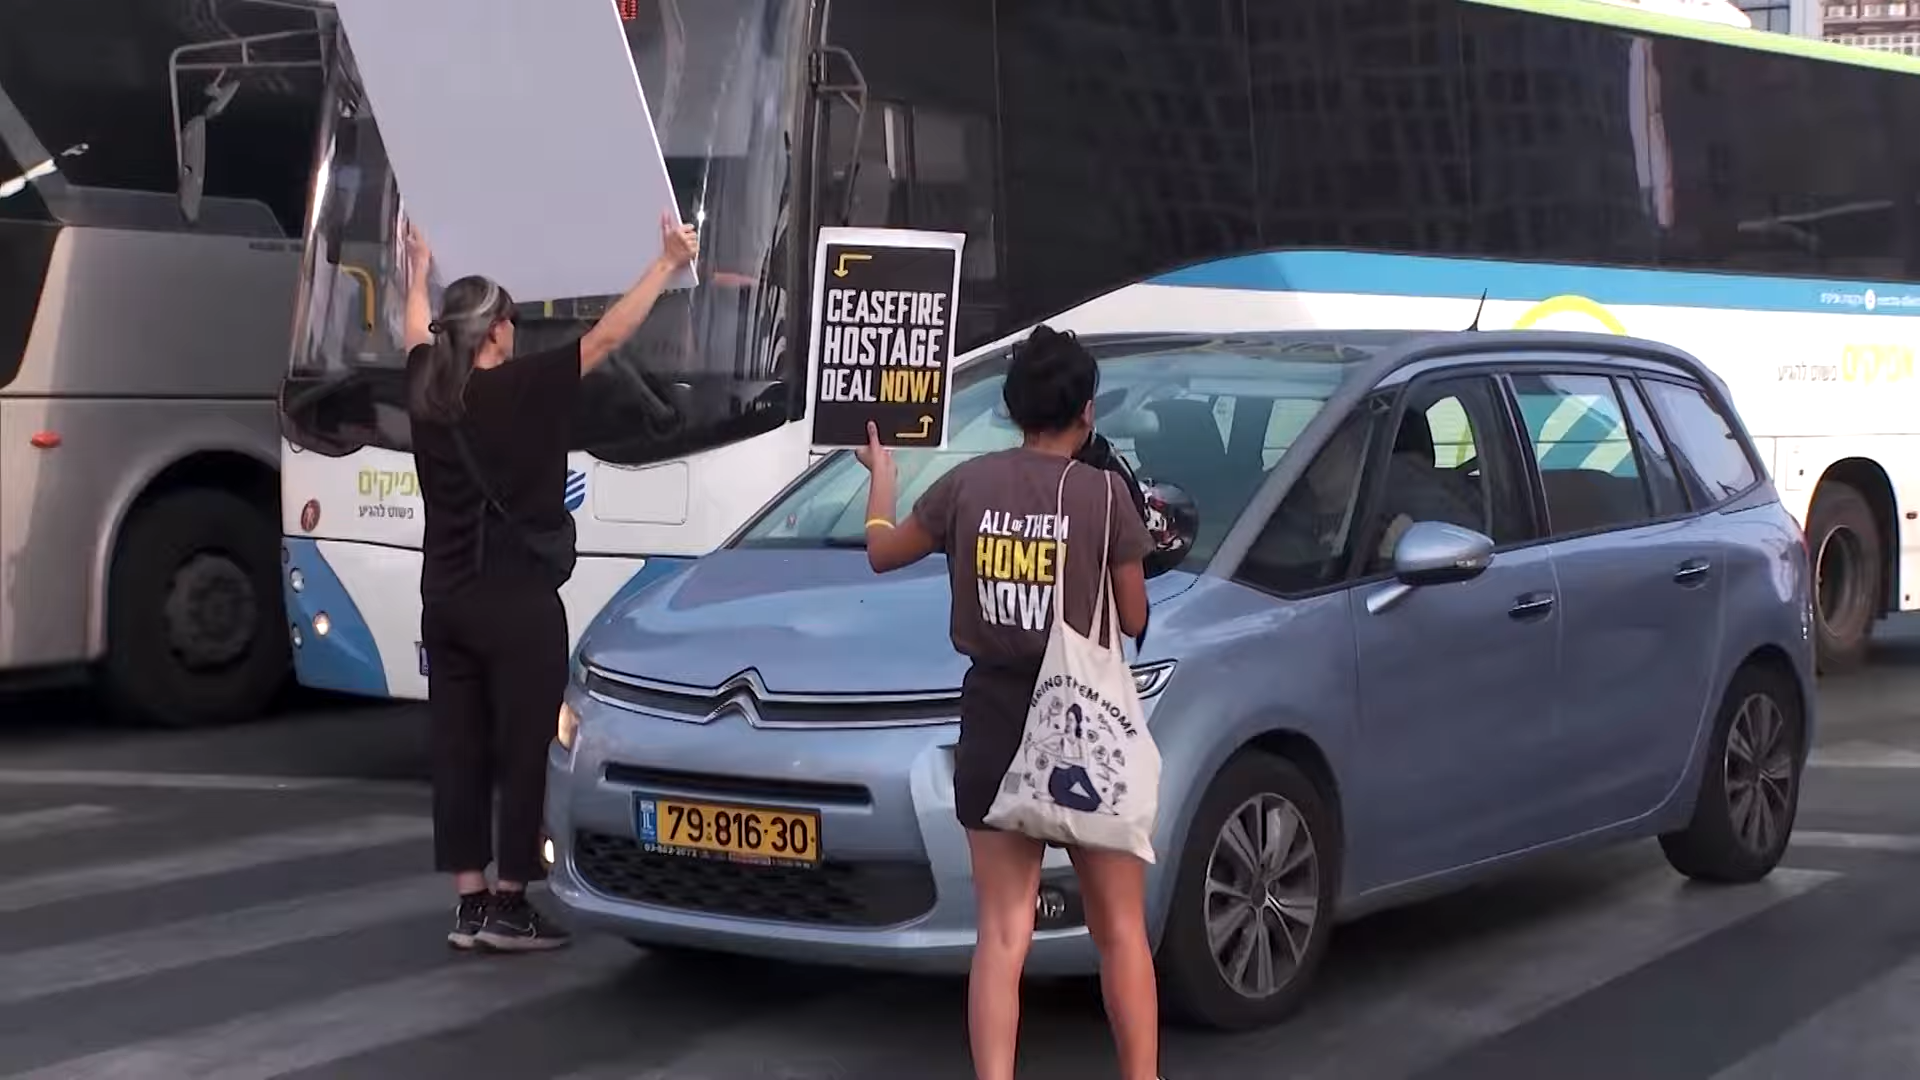 CEASEFIRE
HOSTAGE
DEAL NOW!
ALL OF THEM
HOME
NOW
BRING THEM HOME
79·816·30
IL
אפיקים
פשוט להגיע
אפיקים
פשוט להגיע